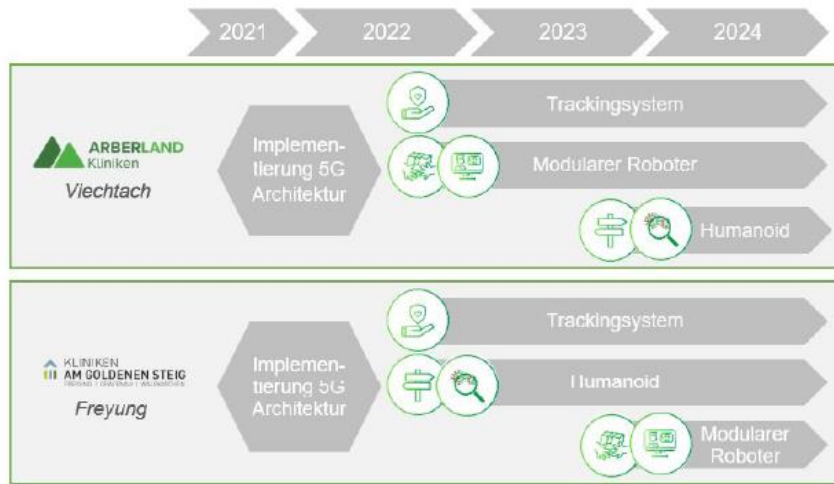 2021 2022 2023 2024
ARBERLAND
Kliniken
Viechtach
Implemen-
tierung 5G
Architektur
Trackingsystem
Modularer Roboter
Humanoid
KLINIKEN
AM GOLDENEN STEIG
Freyung
Implemen-
tierung 5G
Architektur
Trackingsystem
Humanoid
Modularer
Roboter